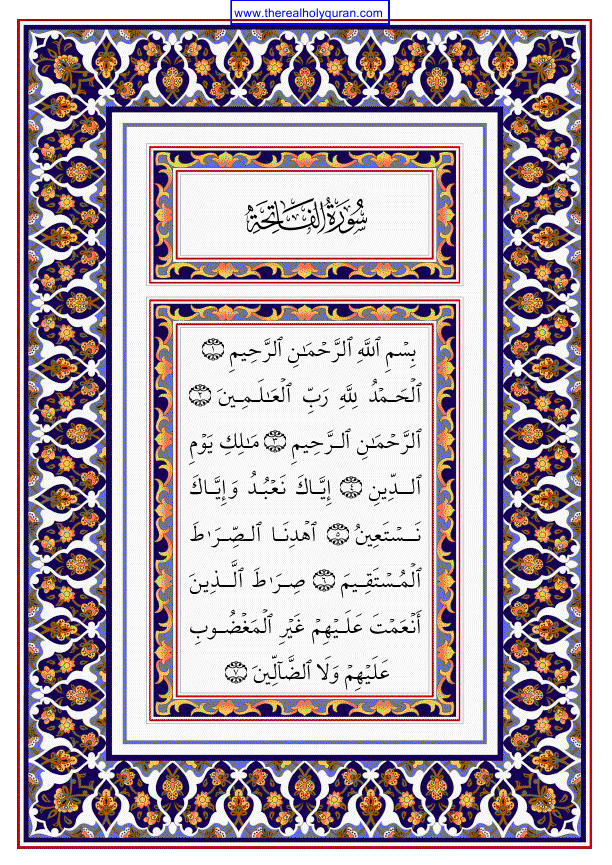 www.therealholyquran.com
سُورَةُ الْفَاتِحَةِ
بِسْمِ ٱللَّهِ ٱلرَّحْمَٰنِ ٱلرَّحِيمِ ١
ٱلْحَمْدُ لِلَّهِ رَبِّ ٱلْعَٰلَمِينَ ٢
ٱلرَّحْمَٰنِ ٱلرَّحِيمِ ٣ مَٰلِكِ يَوْمِ
ٱلدِّينِ ٤ إِيَّاكَ نَعْبُدُ وَإِيَّاكَ
نَسْتَعِينُ ٥ ٱهْدِنَا ٱلصِّرَٰطَ
ٱلْمُسْتَقِيمَ ٦ صِرَٰطَ ٱلَّذِينَ
أَنْعَمْتَ عَلَيْهِمْ غَيْرِ ٱلْمَغْضُوبِ
عَلَيْهِمْ وَلَا ٱلضَّآلِّينَ ٧